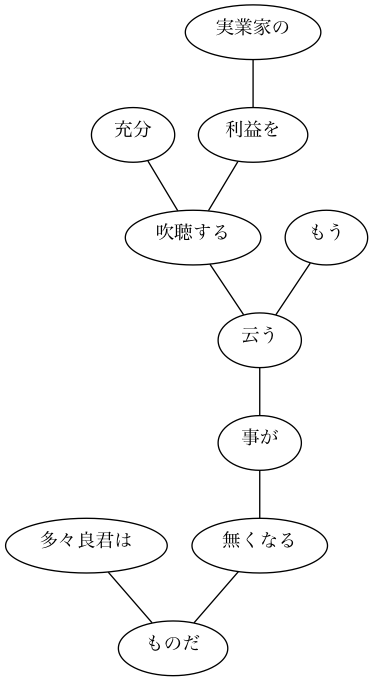 実業家の
充分
利益を
吹聴する
もう
云う
事が
多々良君は
無くなる
ものだ